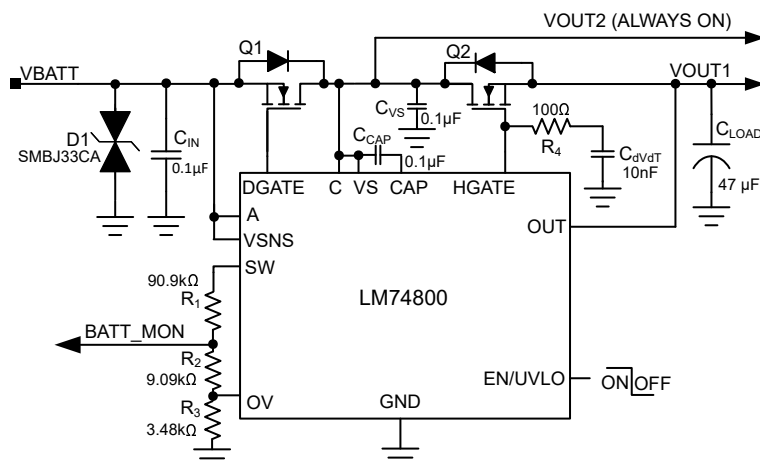 VOUT2 (ALWAYS ON)
Q1
Q2
VBATT
VOUT1
D1
SMBJ33CA
CIN
0.1µF
CVS
0.1µF
CCAP
0.1µF
100Ω
R4
CdVdT
10nF
CLOAD
47 µF
DGATE
C
VS
CAP
HGATE
A
VSNS
SW
OUT
LM74800
90.9kΩ
R1
BATT_MON
R2
9.09kΩ
R3
3.48kΩ
OV
GND
EN/UVLO
ON
OFF